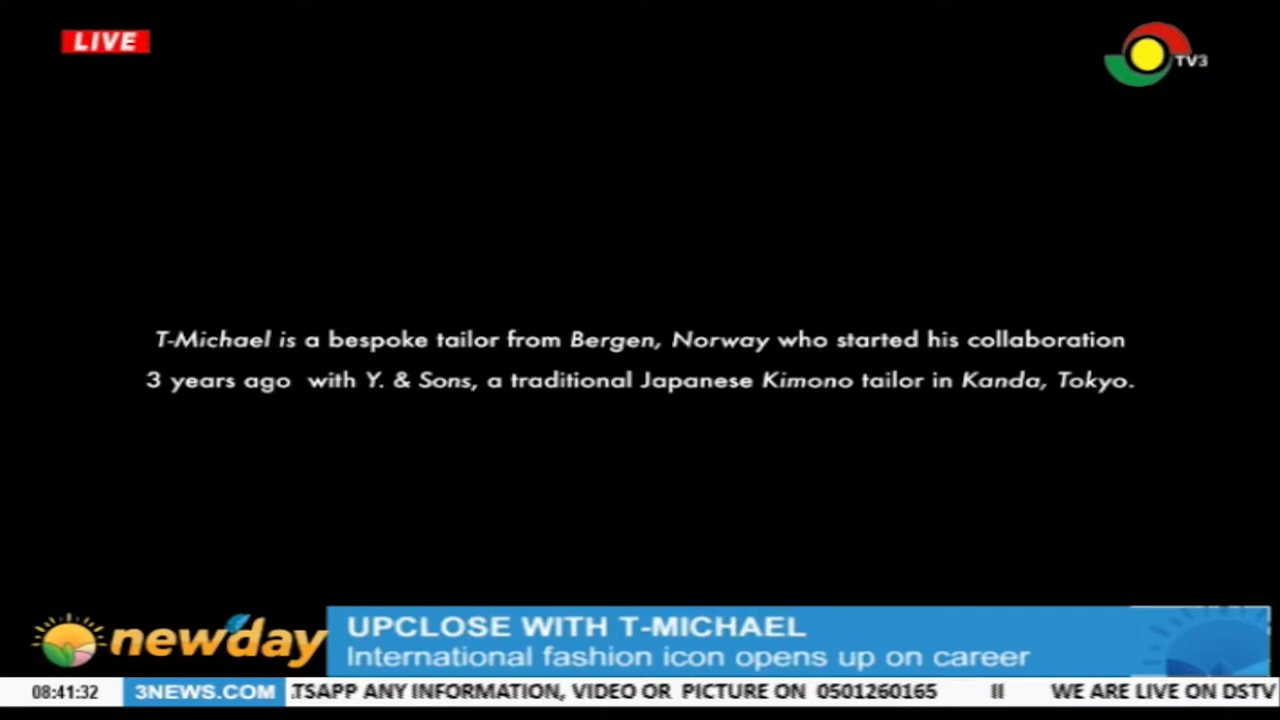 LIVE
TV3
T-Michael is a bespoke tailor from Bergen, Norway who started his collaboration
3 years ago with Y. & Sons, a traditional Japanese Kimono tailor in Kanda, Tokyo.
newday
UPCLOSE WITH T-MICHAEL
International fashion icon opens up on career
08:41:32 3NEWS.COM TSAPP ANY INFORMATION, VIDEO OR PICTURE ON 0501260165 II WE ARE LIVE ON DSTV